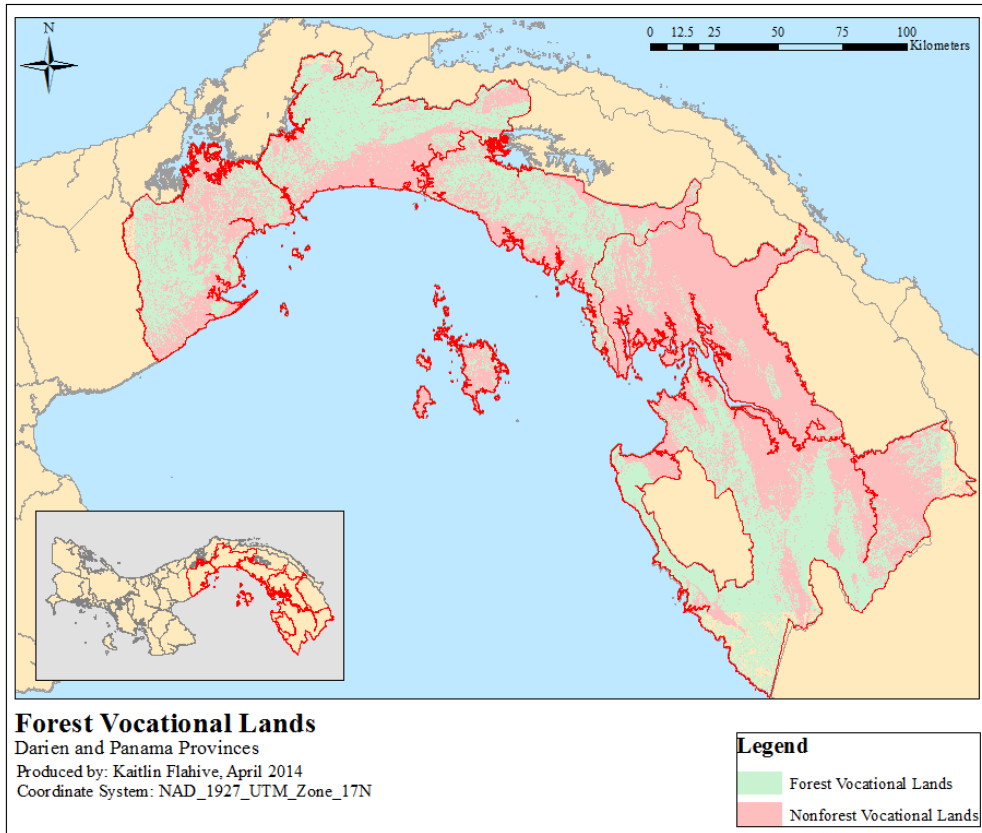 N
0 12.5 25 50 75 100
Kilometers
Forest Vocational Lands
Darien and Panama Provinces
Produced by: Kaitlin Flahive, April 2014
Coordinate System: NAD_1927_UTM_Zone_17N
Legend
Forest Vocational Lands
Nonforest Vocational Lands